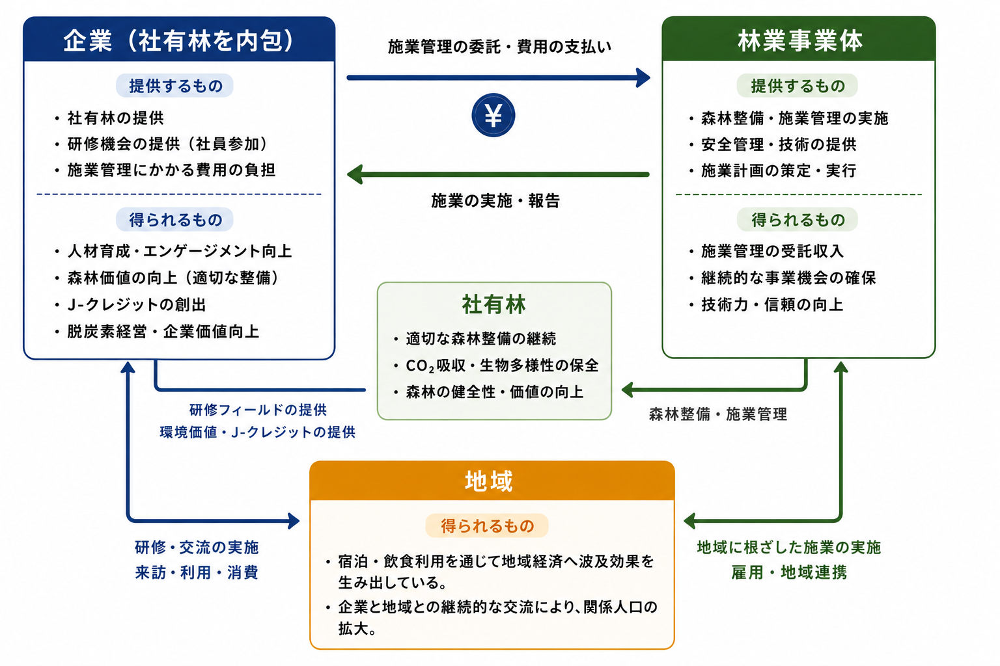 企業（社有林を内包）
提供するもの
・社有林の提供
・研修機会の提供（社員参加）
・施業管理にかかる費用の負担
得られるもの
・人材育成・エンゲージメント向上
・森林価値の向上（適切な整備）
・J-クレジットの創出
・脱炭素経営・企業価値向上
施業管理の委託・費用の支払い
¥
施業の実施・報告
林業事業体
提供するもの
・森林整備・施業管理の実施
・安全管理・技術の提供
・施業計画の策定・実行
得られるもの
・施業管理の受託収入
・継続的な事業機会の確保
・技術力・信頼の向上
社有林
・適切な森林整備の継続
・CO₂吸収・生物多様性の保全
・森林の健全性・価値の向上
研修フィールドの提供
環境価値・J-クレジットの提供
森林整備・施業管理
地域
得られるもの
・宿泊・飲食利用を通じて地域経済へ波及効果を
生み出している。
・企業と地域との継続的な交流により、関係人口の
拡大。
研修・交流の実施
来訪・利用・消費
地域に根ざした施業の実施
雇用・地域連携